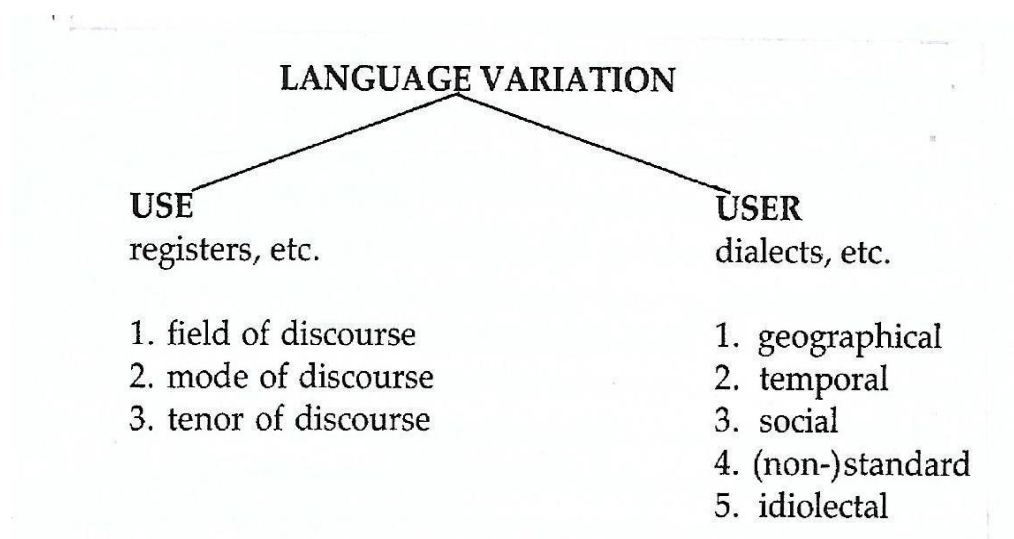 LANGUAGE VARIATION
USE
registers, etc.
1. field of discourse
2. mode of discourse
3. tenor of discourse
USER
dialects, etc.
1. geographical
2. temporal
3. social
4. (non-)standard
5. idiolectal